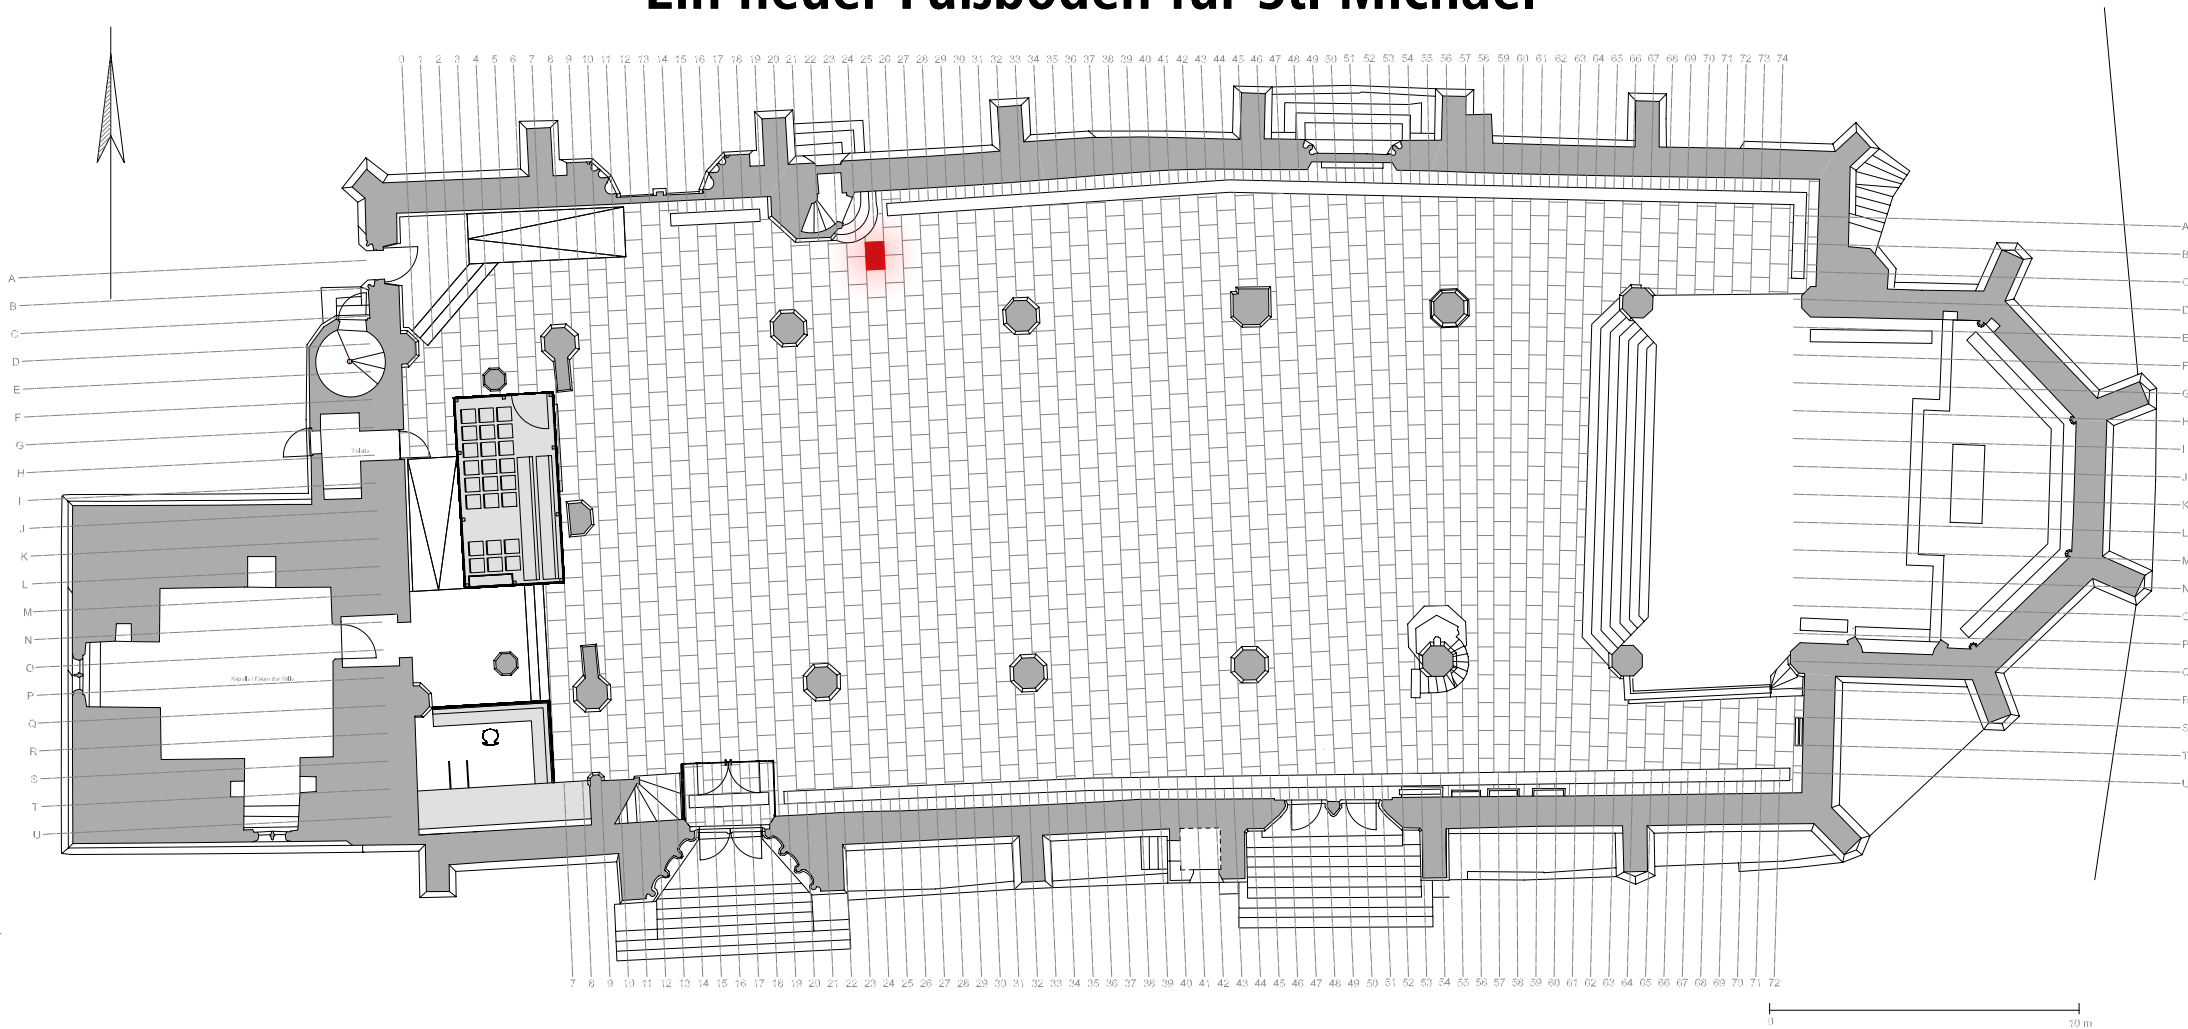 Ein neuer Fußboden für St. Michael
0 1 2 3 4 5 6 7 8 9 10 11 12 13 14 15 16 17 18 19 20 21 22 23 24 25 26 27 28 29 30 31 32 33 34 35 36 37 38 39 40 41 42 43 44 45 46 47 48 49 50 51 52 53 54 55 56 57 58 59 60 61 62 63 64 65 66 67 68 69 70 71 72 73 74
A
B
C
D
E
F
G
H
I
J
K
L
M
N
O
P
Q
R
S
T
U
A
B
C
D
E
F
G
H
I
J
K
L
M
N
O
P
Q
R
S
T
U
7 8 9 10 11 12 13 14 15 16 17 18 19 20 21 22 23 24 25 26 27 28 29 30 31 32 33 34 35 36 37 38 39 40 41 42 43 44 45 46 47 48 49 50 51 52 53 54 55 56 57 58 59 60 61 62 63 64 65 66 67 68 69 70 71 72
0 10 m